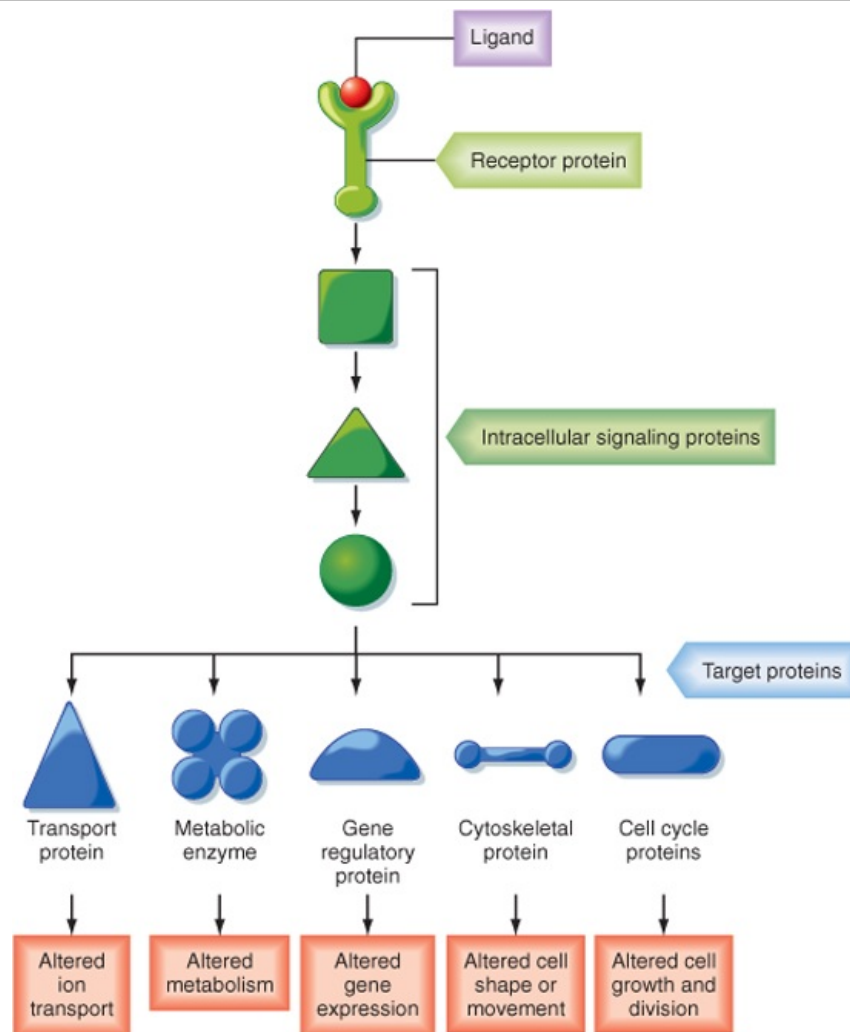 Ligand
Receptor protein
Intracellular signaling proteins
Target proteins
Transport
protein
Metabolic
enzyme
Gene
regulatory
protein
Cytoskeletal
protein
Cell cycle
proteins
Altered
ion
transport
Altered
metabolism
Altered
gene
expression
Altered cell
shape or
movement
Altered cell
growth and
division